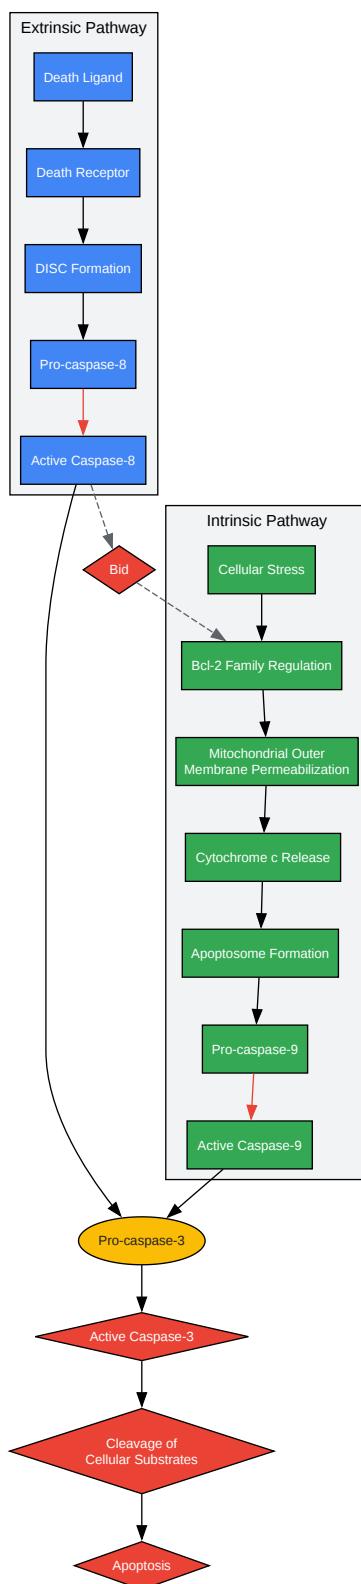 Extrinsic Pathway
Death Ligand
Death Receptor
DISC Formation
Pro-caspase-8
Active Caspase-8
Bid
Intrinsic Pathway
Cellular Stress
Bcl-2 Family Regulation
Mitochondrial Outer
Membrane Permeabilization
Cytochrome c Release
Apoptosome Formation
Pro-caspase-9
Active Caspase-9
Pro-caspase-3
Active Caspase-3
Cleavage of
Cellular Substrates
Apoptosis